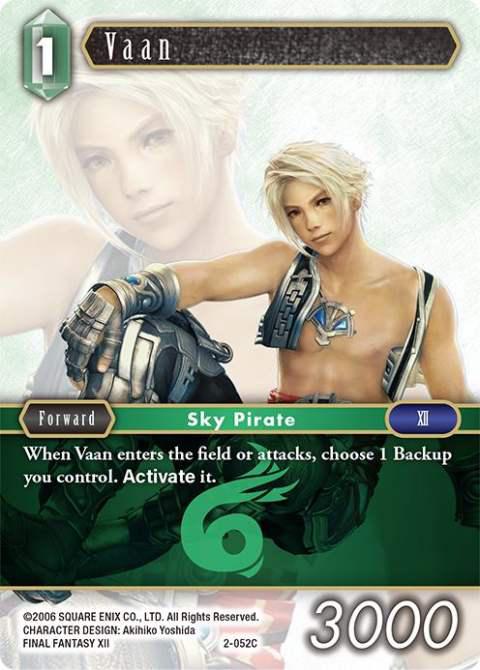 1
Vaan
Forward
Sky Pirate
XII
When Vaan enters the field or attacks, choose 1 Backup
you control. Activate it.
©2006 SQUARE ENIX CO., LTD. All Rights Reserved.
CHARACTER DESIGN: Akihiko Yoshida
FINAL FANTASY XII
2-052C
3000